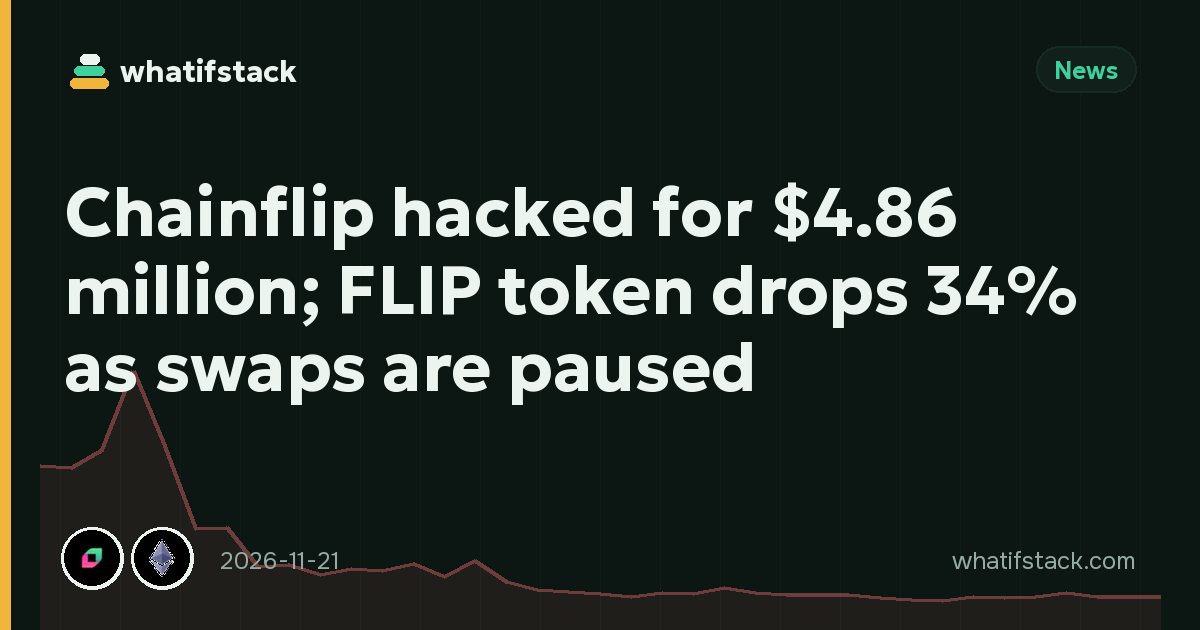 whatifstack
News
Chainflip hacked for $4.86
million; FLIP token drops 34%
as swaps are paused
2026-11-21
whatifstack.com